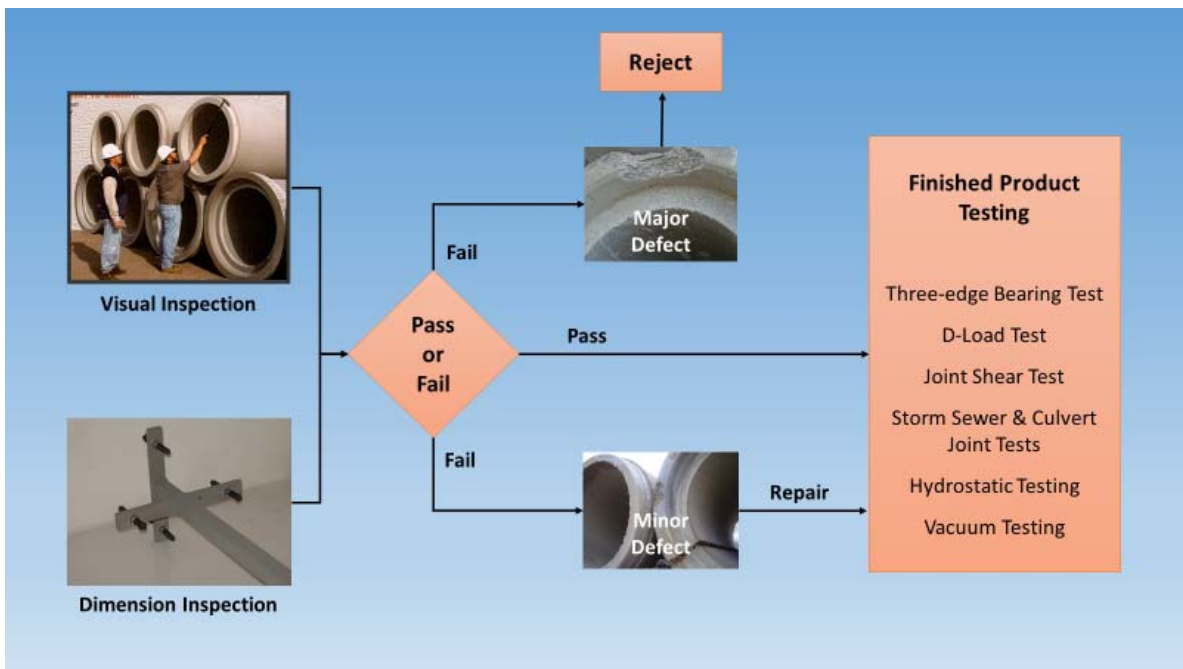 Reject
Visual Inspection
Dimension Inspection
Pass
or
Fail
Fail
Major
Defect
Pass
Fail
Minor
Defect
Repair
Finished Product
Testing
Three-edge Bearing Test
D-Load Test
Joint Shear Test
Storm Sewer & Culvert
Joint Tests
Hydrostatic Testing
Vacuum Testing